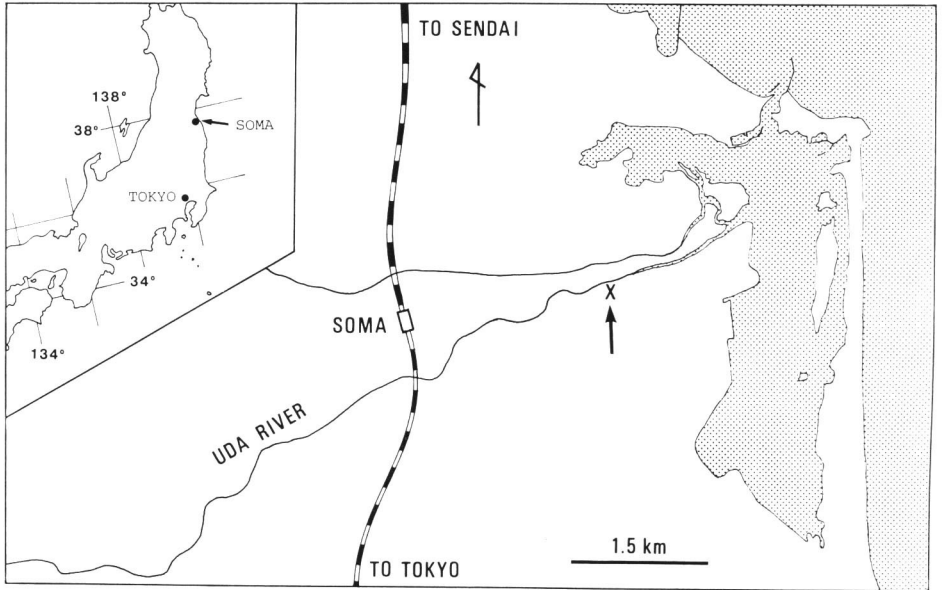 TO SENDAI
138°
38°
SOMA
TOKYO
34°
134°
SOMA
X
UDA RIVER
1.5 km
TO TOKYO